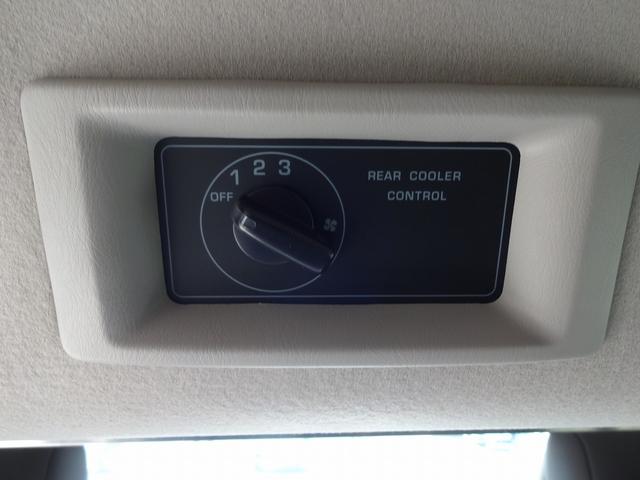 OFF 1 2 3
REAR COOLER
CONTROL